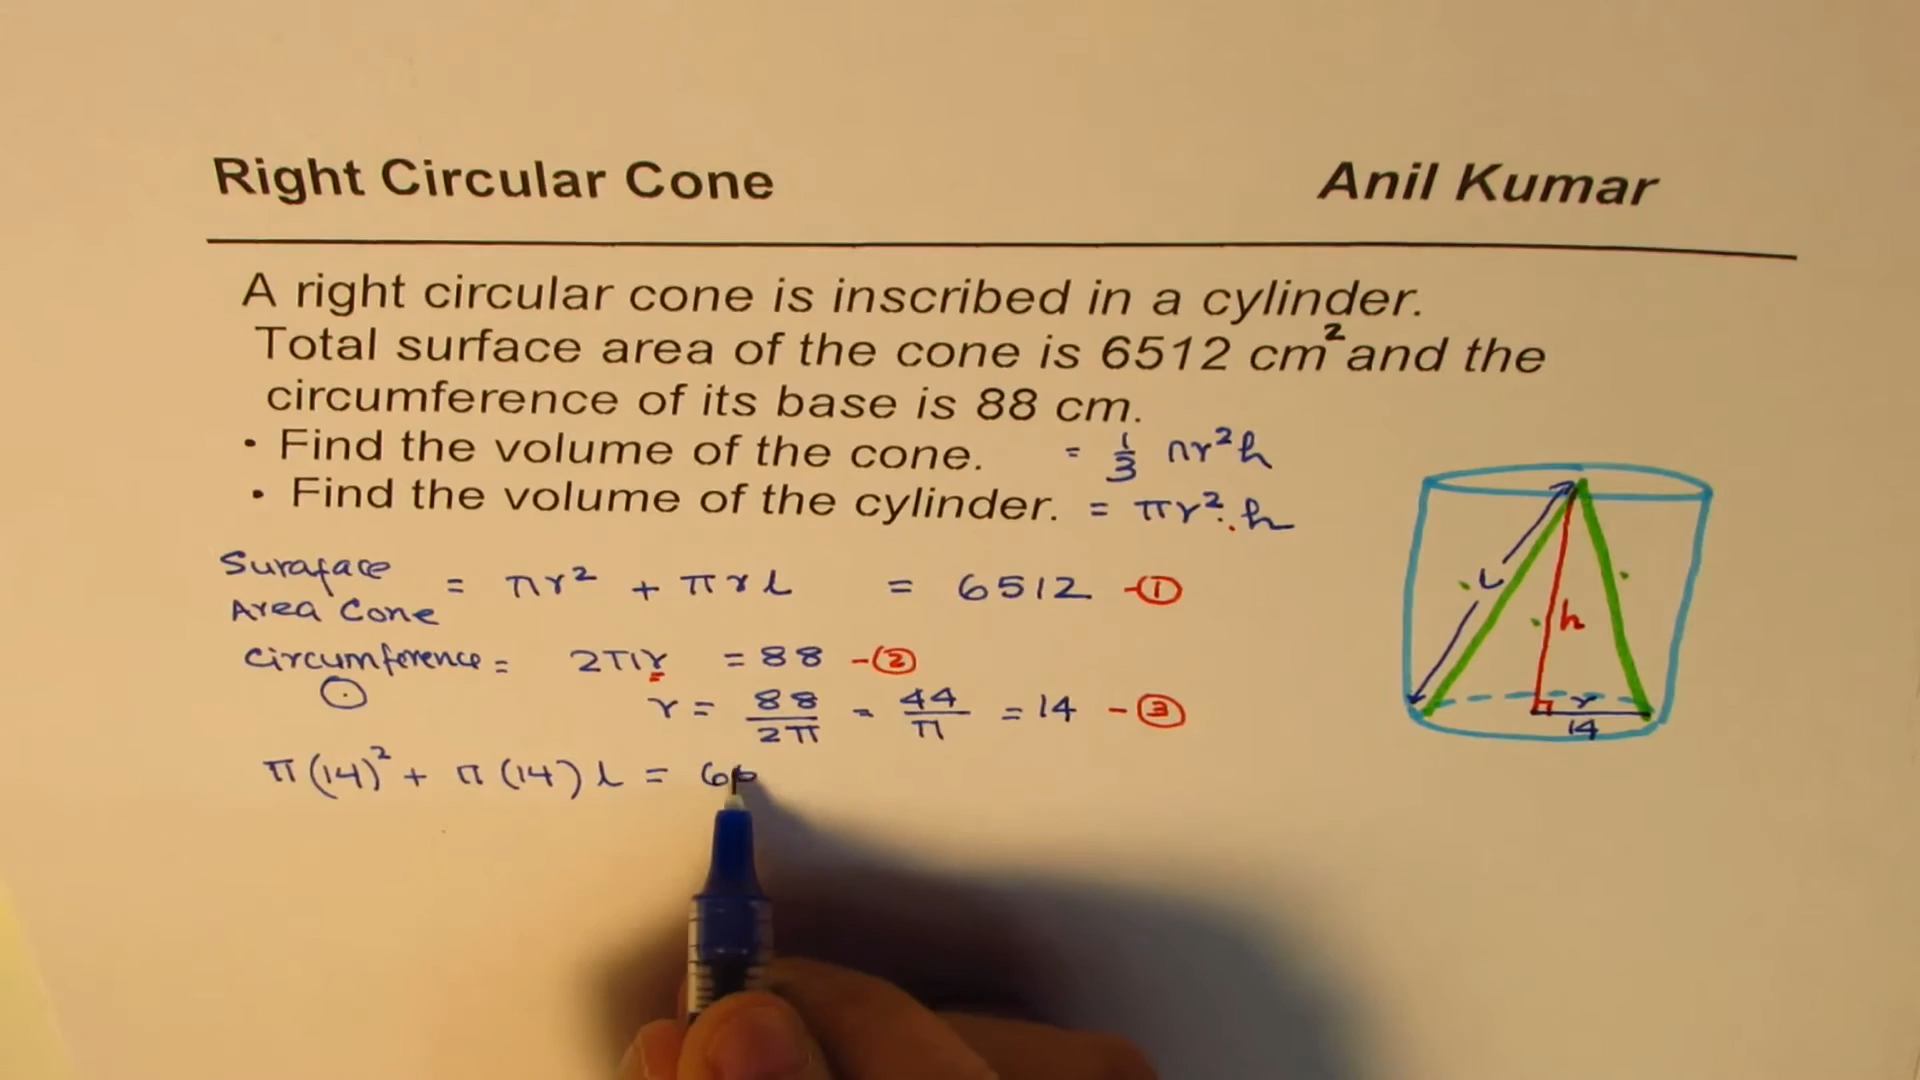 Right Circular Cone Anil Kumar
A right circular cone is inscribed in a cylinder.
Total surface area of the cone is 6512 cm² and the
circumference of its base is 88 cm.
• Find the volume of the cone. = 1/3 πr²h
• Find the volume of the cylinder. = πr².h
Suraface
Area Cone = πr² + πrl = 6512 -①
Circumference = 2πr = 88 -②
r = 88/2π = 44/π = 14 -③
π(14)² + π(14)l = 6
L
h
r
14